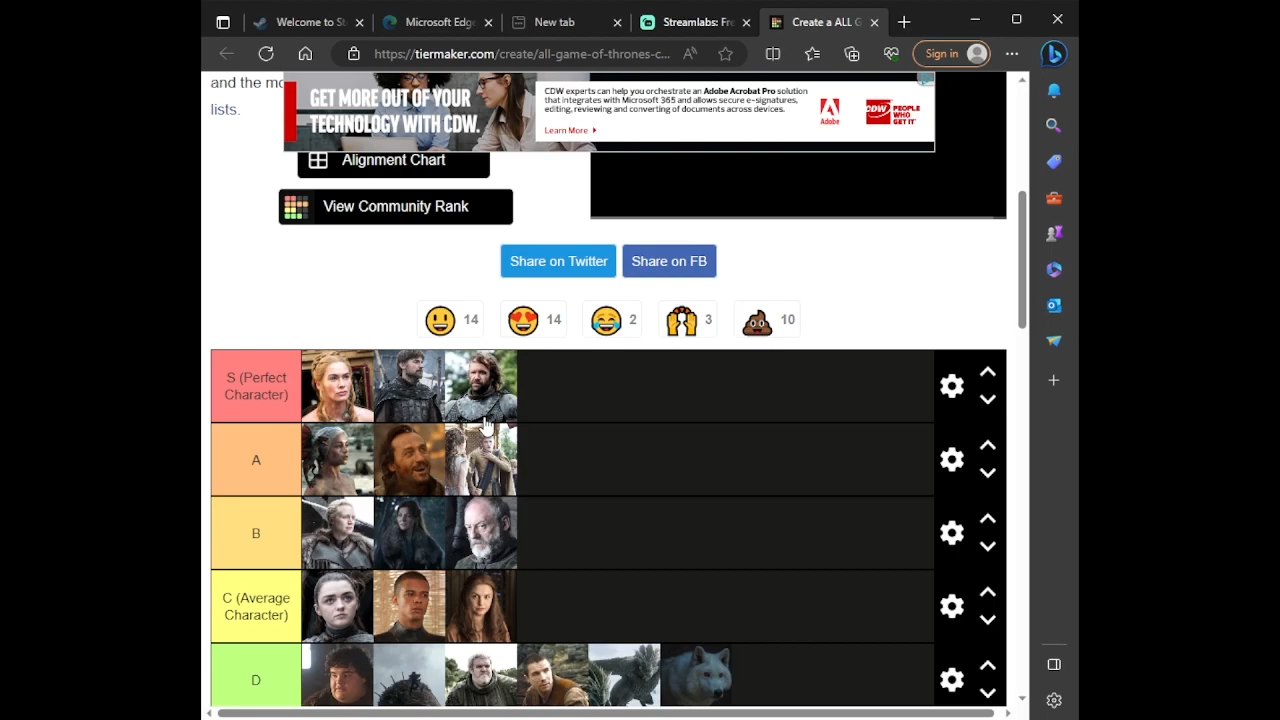 Welcome to St
Microsoft Edg
New tab
Streamlabs: Fre
Create a ALL G
https://tiermaker.com/create/all-game-of-thrones-c...
Sign in
and the mo
lists.
GET MORE OUT OF YOUR
TECHNOLOGY WITH CDW.
CDW experts can help you orchestrate an Adobe Acrobat Pro solution
that integrates with Microsoft 365 and allows secure e-signatures,
editing, reviewing and converting of documents across devices.
Learn More
Adobe
CDW
PEOPLE
WHO
GET IT
Alignment Chart
View Community Rank
Share on Twitter
Share on FB
14
14
2
3
10
S (Perfect
Character)
A
B
C (Average
Character)
D